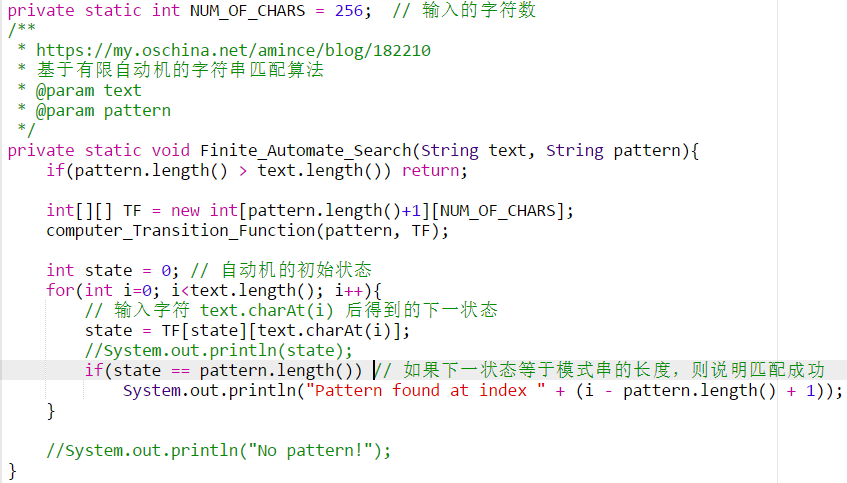 private static int NUM_OF_CHARS = 256;  // 输入的字符数
/**
 * https://my.oschina.net/amince/blog/182210
 * 基于有限自动机的字符串匹配算法
 * @param text
 * @param pattern
 */
private static void Finite_Automate_Search(String text, String pattern){
    if(pattern.length() > text.length()) return;
    int[][] TF = new int[pattern.length()+1][NUM_OF_CHARS];
    computer_Transition_Function(pattern, TF);
    int state = 0; // 自动机的初始状态
    for(int i=0; i<text.length(); i++){
        // 输入字符 text.charAt(i) 后得到的下一状态
        state = TF[state][text.charAt(i)];
        //System.out.println(state);
        if(state == pattern.length()) // 如果下一状态等于模式串的长度，则说明匹配成功
            System.out.println("Pattern found at index " + (i - pattern.length() + 1));
    }
    //System.out.println("No pattern!");
}